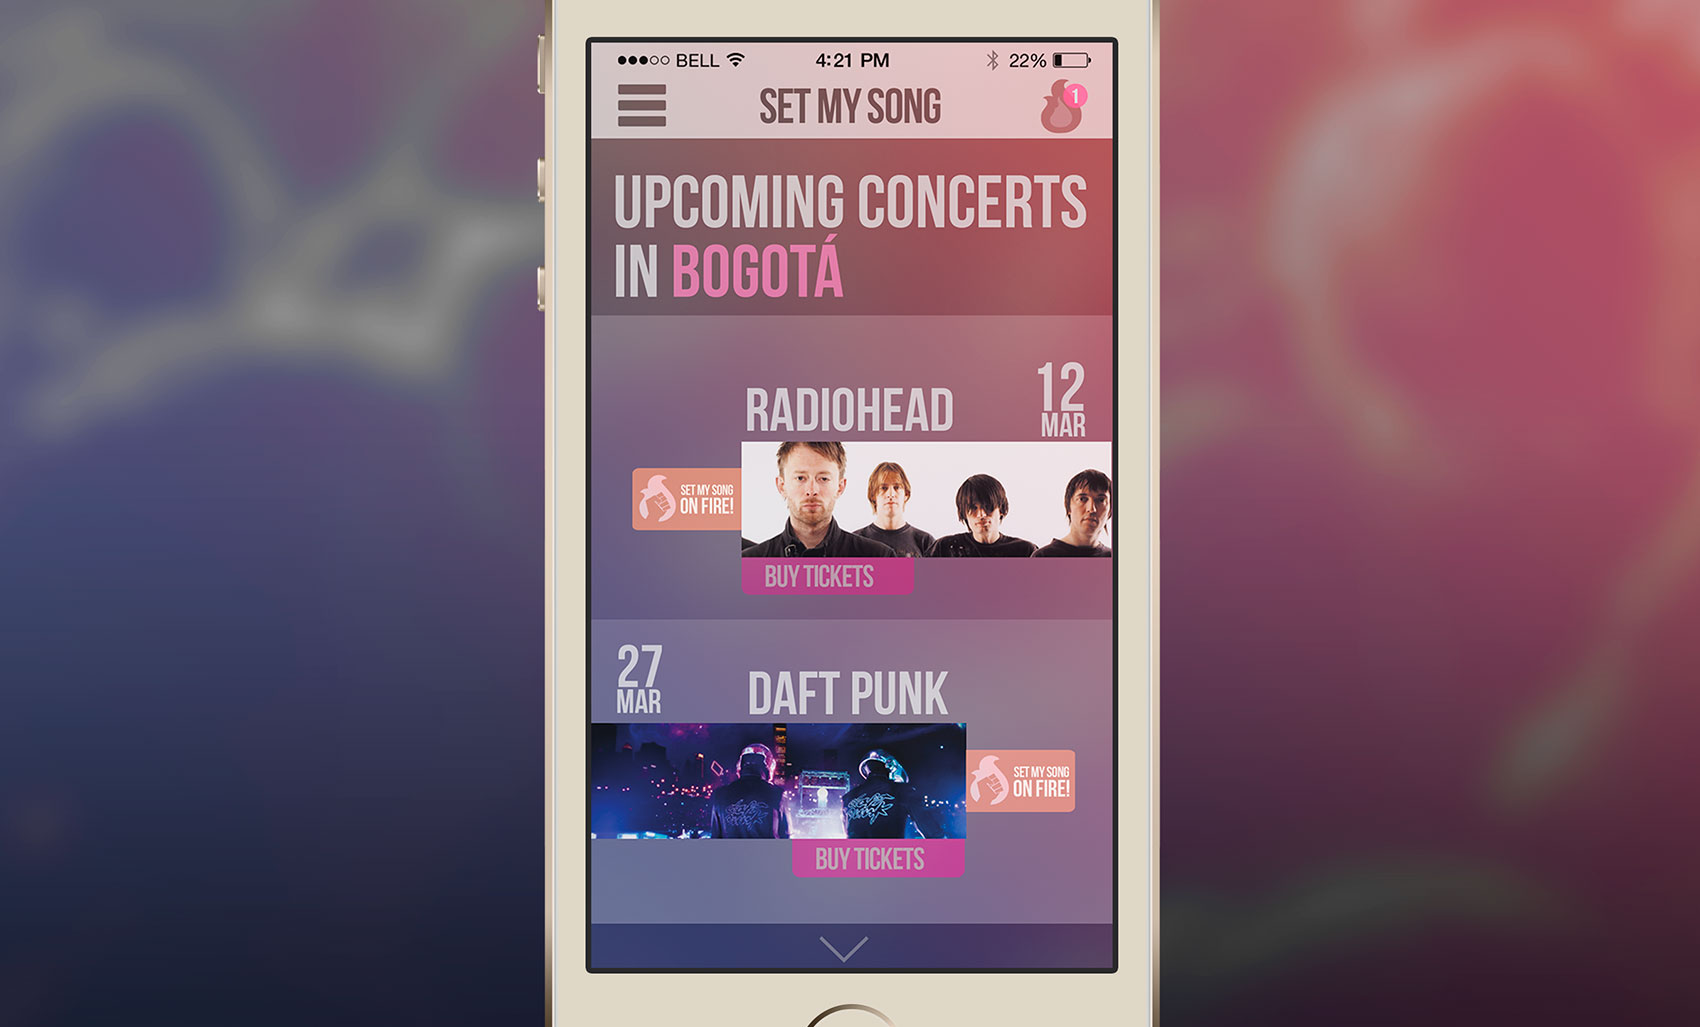 BELL 4:21 PM 22%
SET MY SONG
1
UPCOMING CONCERTS
IN BOGOTÁ
RADIOHEAD
12
MAR
SET MY SONG
ON FIRE!
BUY TICKETS
27
MAR
DAFT PUNK
SET MY SONG
ON FIRE!
BUY TICKETS